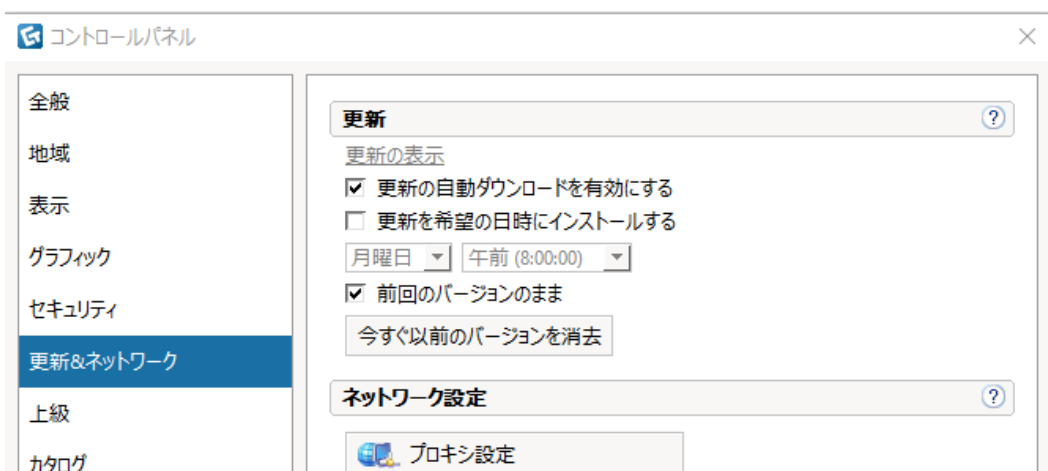 コントロールパネル
全般
地域
表示
グラフィック
セキュリティ
更新&ネットワーク
上級
カタログ
更新
更新の表示
更新の自動ダウンロードを有効にする
更新を希望の日時にインストールする
月曜日 午前 (8:00:00)
前回のバージョンのまま
今すぐ以前のバージョンを消去
ネットワーク設定
プロキシ設定